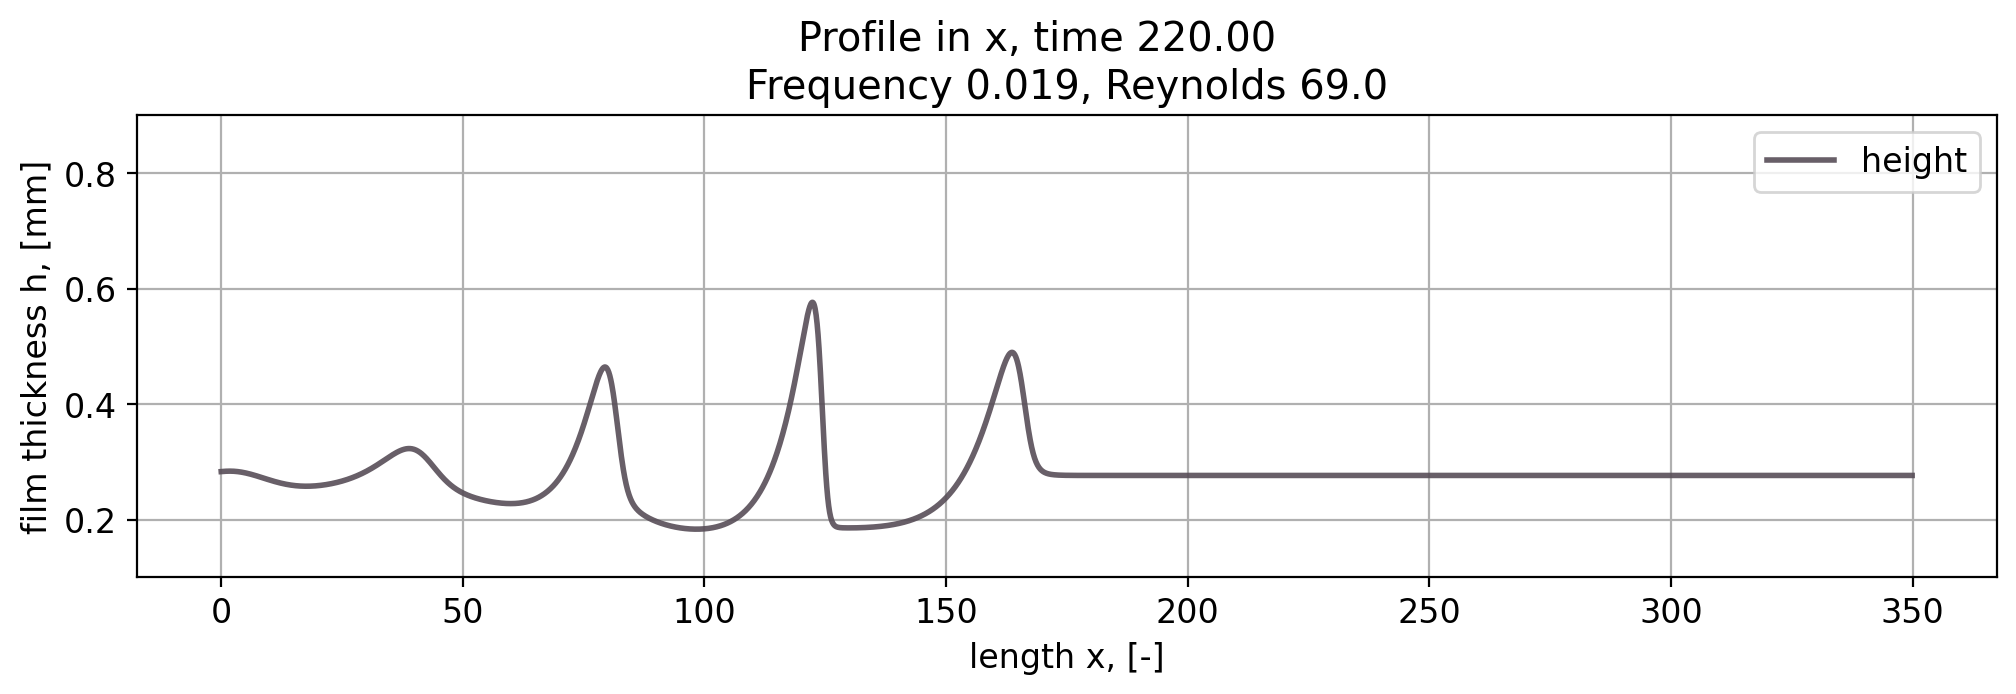 Profile in x, time 220.00
Frequency 0.019, Reynolds 69.0
height
film thickness h, [mm]
0.8
0.6
0.4
0.2
0 50 100 150 200 250 300 350
length x, [-]